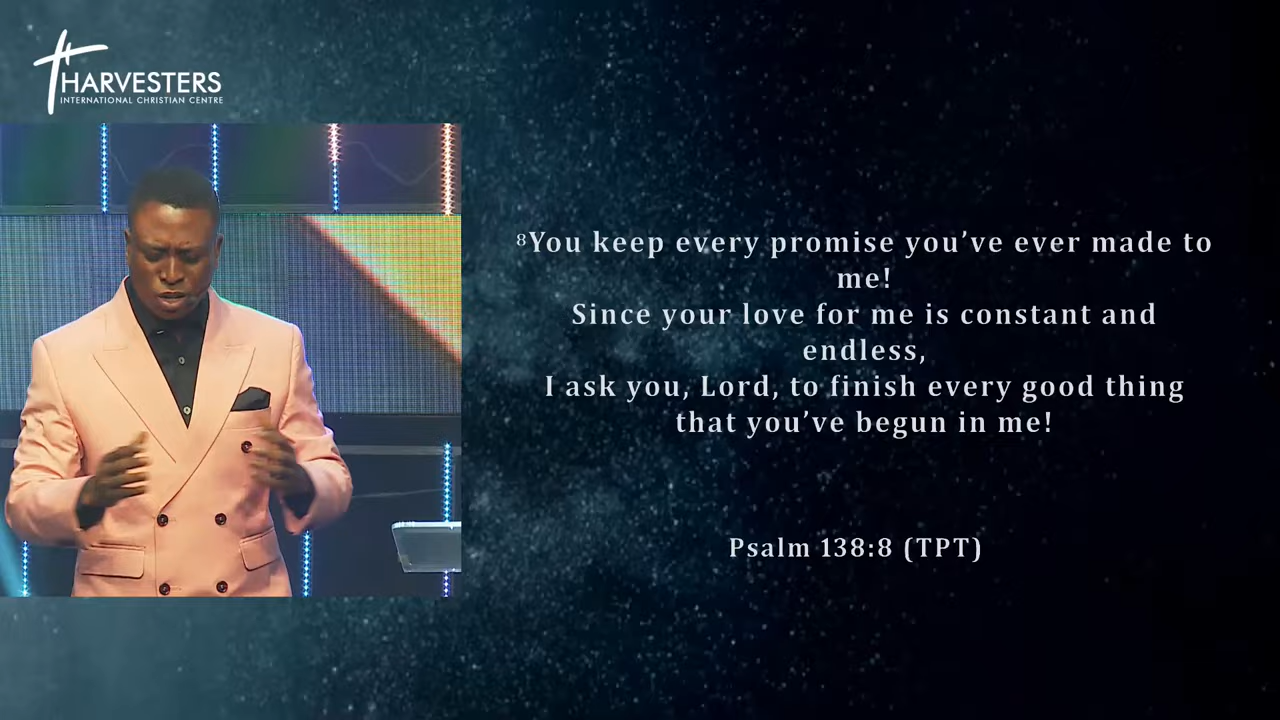 HARVESTERS
INTERNATIONAL CHRISTIAN CENTRE
⁸You keep every promise you’ve ever made to
me!
Since your love for me is constant and
endless,
I ask you, Lord, to finish every good thing
that you’ve begun in me!
Psalm 138:8 (TPT)